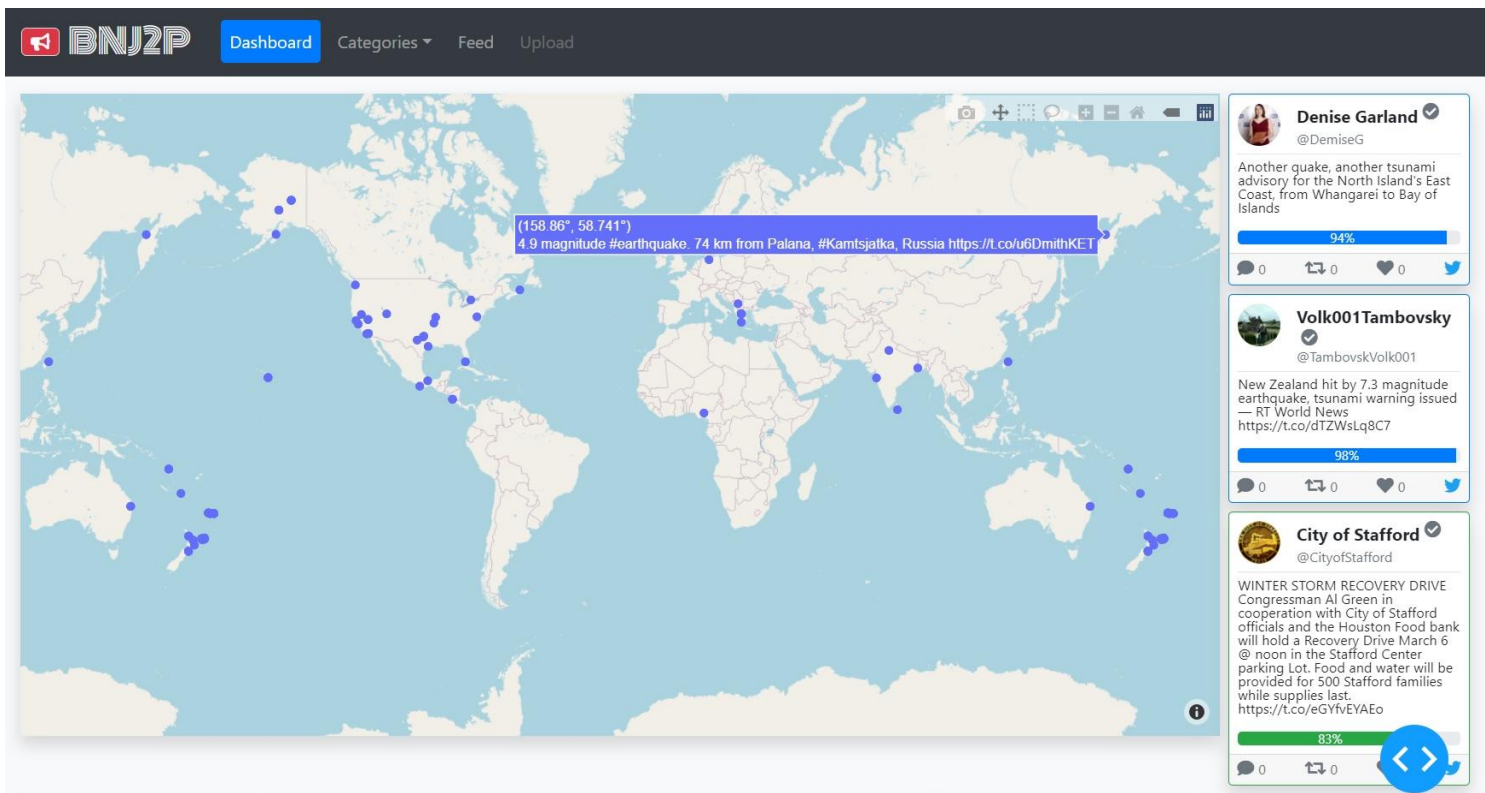 BNJ2P
Dashboard
Categories
Feed
Upload
(158.86°, 58.741°)
4.9 magnitude #earthquake. 74 km from Palana, #Kamtsjatka, Russia https://t.co/u6DmithKET
Denise Garland
@DemiseG
Another quake, another tsunami
advisory for the North Island's East
Coast, from Whangarei to Bay of
Islands
94%
0
0
0
Volk001Tambovsky
@TambovskVolk001
New Zealand hit by 7.3 magnitude
earthquake, tsunami warning issued
— RT World News
https://t.co/dTZWsLq8C7
98%
0
0
0
City of Stafford
@CityofStafford
WINTER STORM RECOVERY DRIVE
Congressman Al Green in
cooperation with City of Stafford
officials and the Houston Food bank
will hold a Recovery Drive March 6
@ noon in the Stafford Center
parking Lot. Food and water will be
provided for 500 Stafford families
while supplies last.
https://t.co/eGYfvEYAEo
83%
0
0